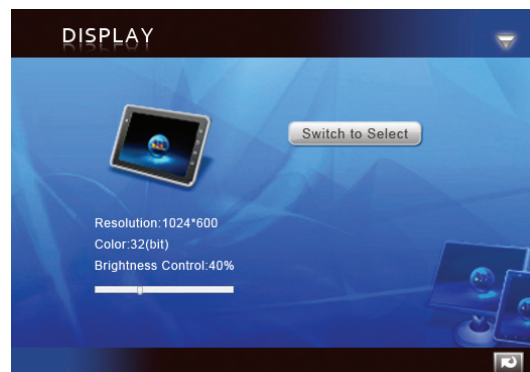 DISPLAY
Switch to Select
Resolution:1024*600
Color:32(bit)
Brightness Control:40%